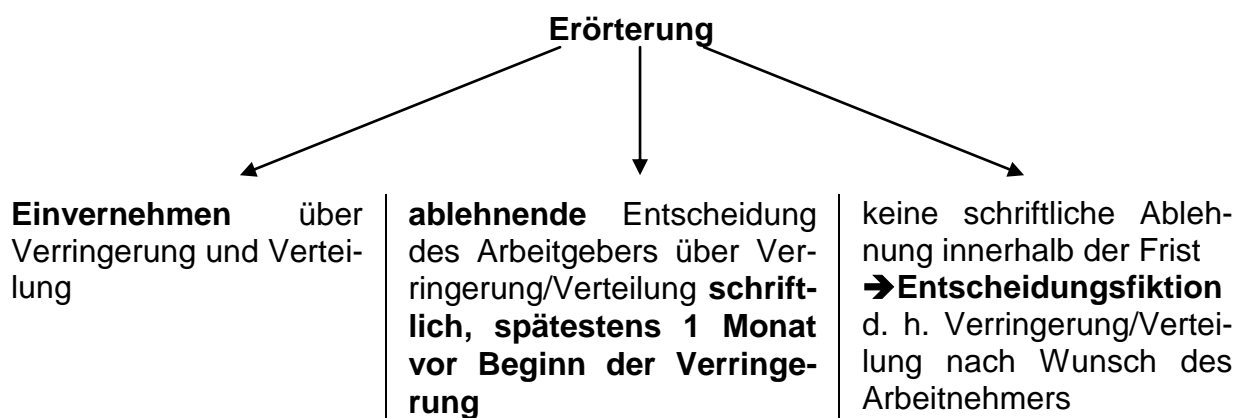 Erörterung
Einvernehmen über
Verringerung und Vertei-
lung
ablehnende Entscheidung
des Arbeitgebers über Ver-
ringerung/Verteilung schrift-
lich, spätestens 1 Monat
vor Beginn der Verringe-
rung
keine schriftliche Ableh-
nung innerhalb der Frist
➔Entscheidungsfiktion
d. h. Verringerung/Vertei-
lung nach Wunsch des
Arbeitnehmers